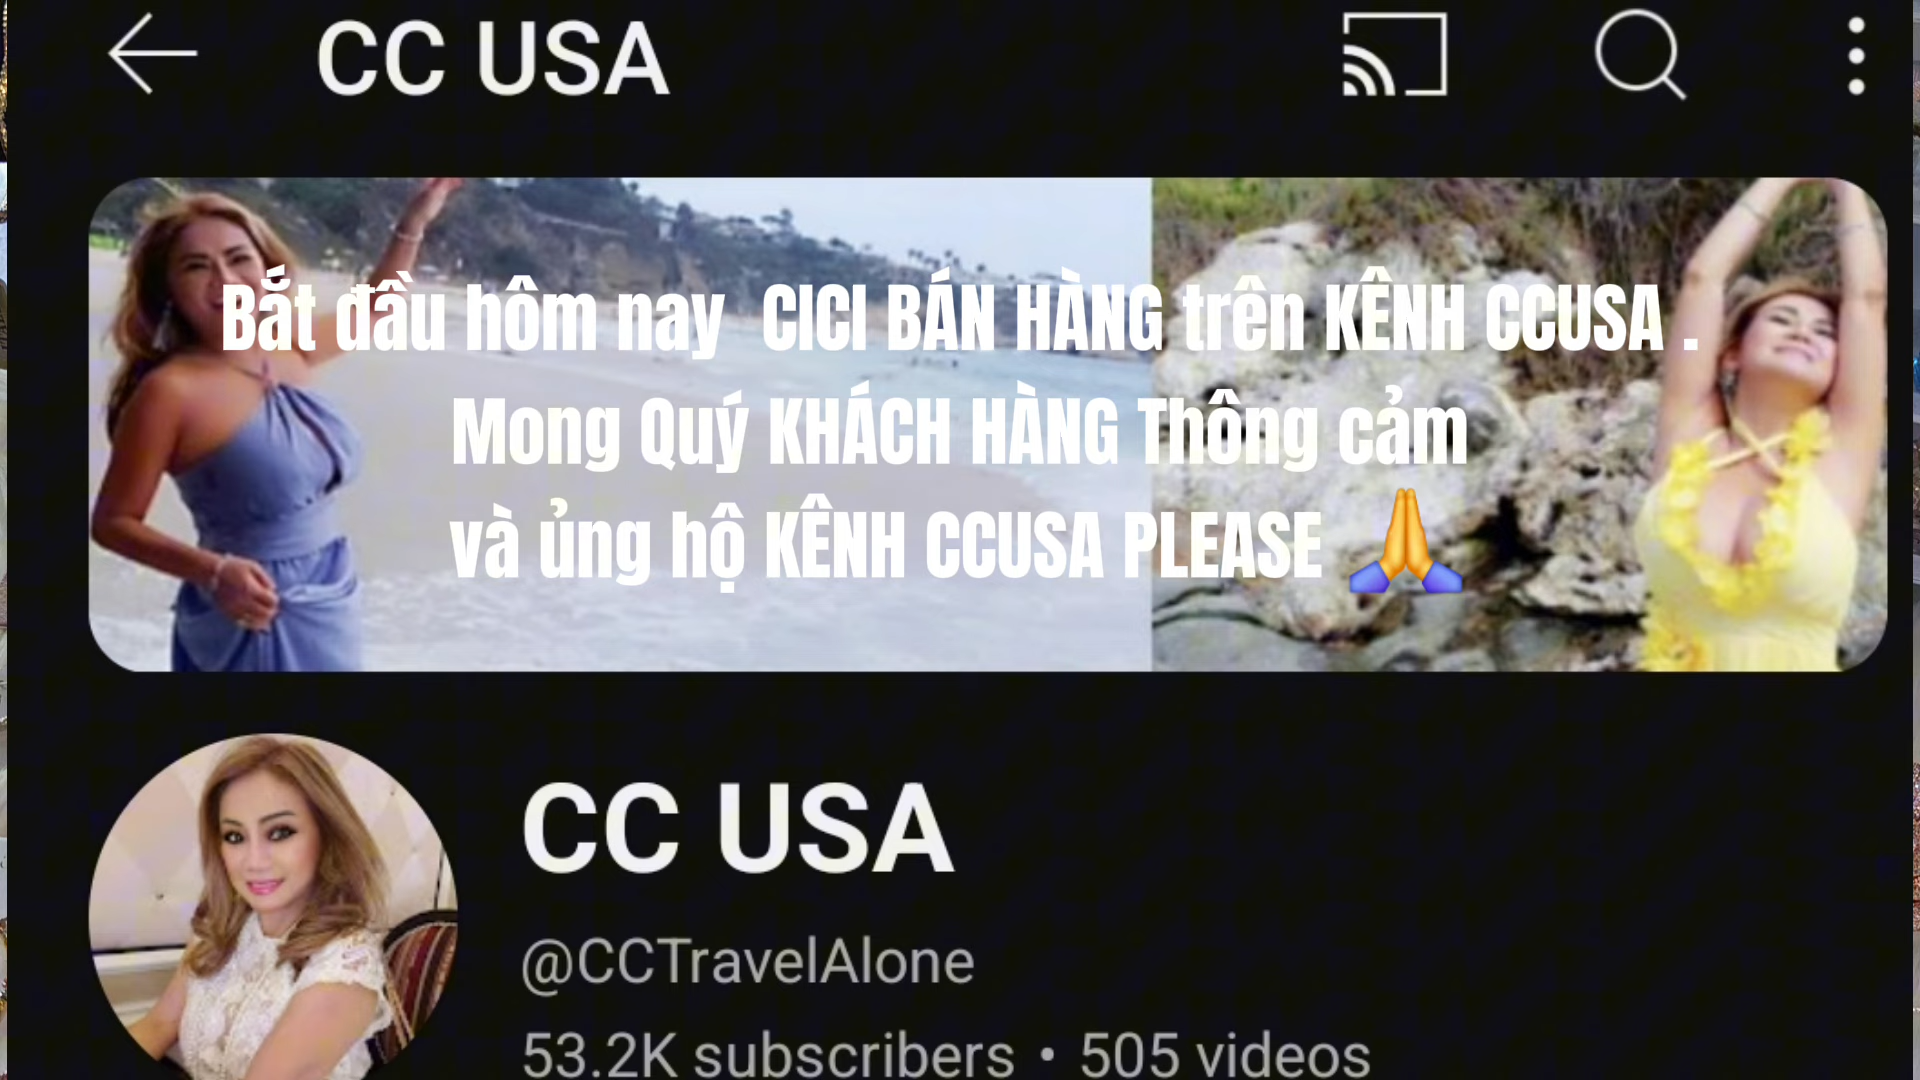 CC USA
Bắt đầu hôm nay CICI BÁN HÀNG trên KÊNH CCUSA .
Mong Quý KHÁCH HÀNG Thông cảm
và ủng hộ KÊNH CCUSA PLEASE 🙏
CC USA
@CCTravelAlone
53.2K subscribers • 505 videos